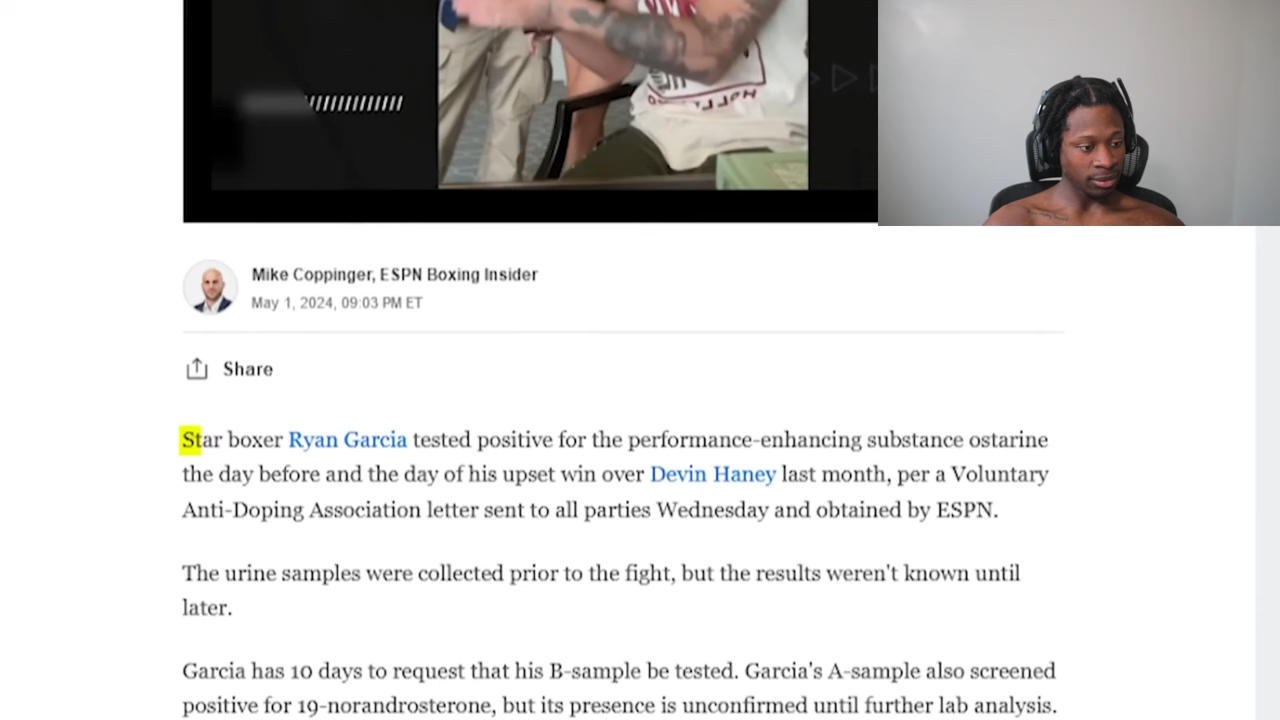 Mike Coppinger, ESPN Boxing Insider
May 1, 2024, 09:03 PM ET
Share
Star boxer Ryan Garcia tested positive for the performance-enhancing substance ostarine
the day before and the day of his upset win over Devin Haney last month, per a Voluntary
Anti-Doping Association letter sent to all parties Wednesday and obtained by ESPN.
The urine samples were collected prior to the fight, but the results weren't known until
later.
Garcia has 10 days to request that his B-sample be tested. Garcia's A-sample also screened
positive for 19-norandrosterone, but its presence is unconfirmed until further lab analysis.